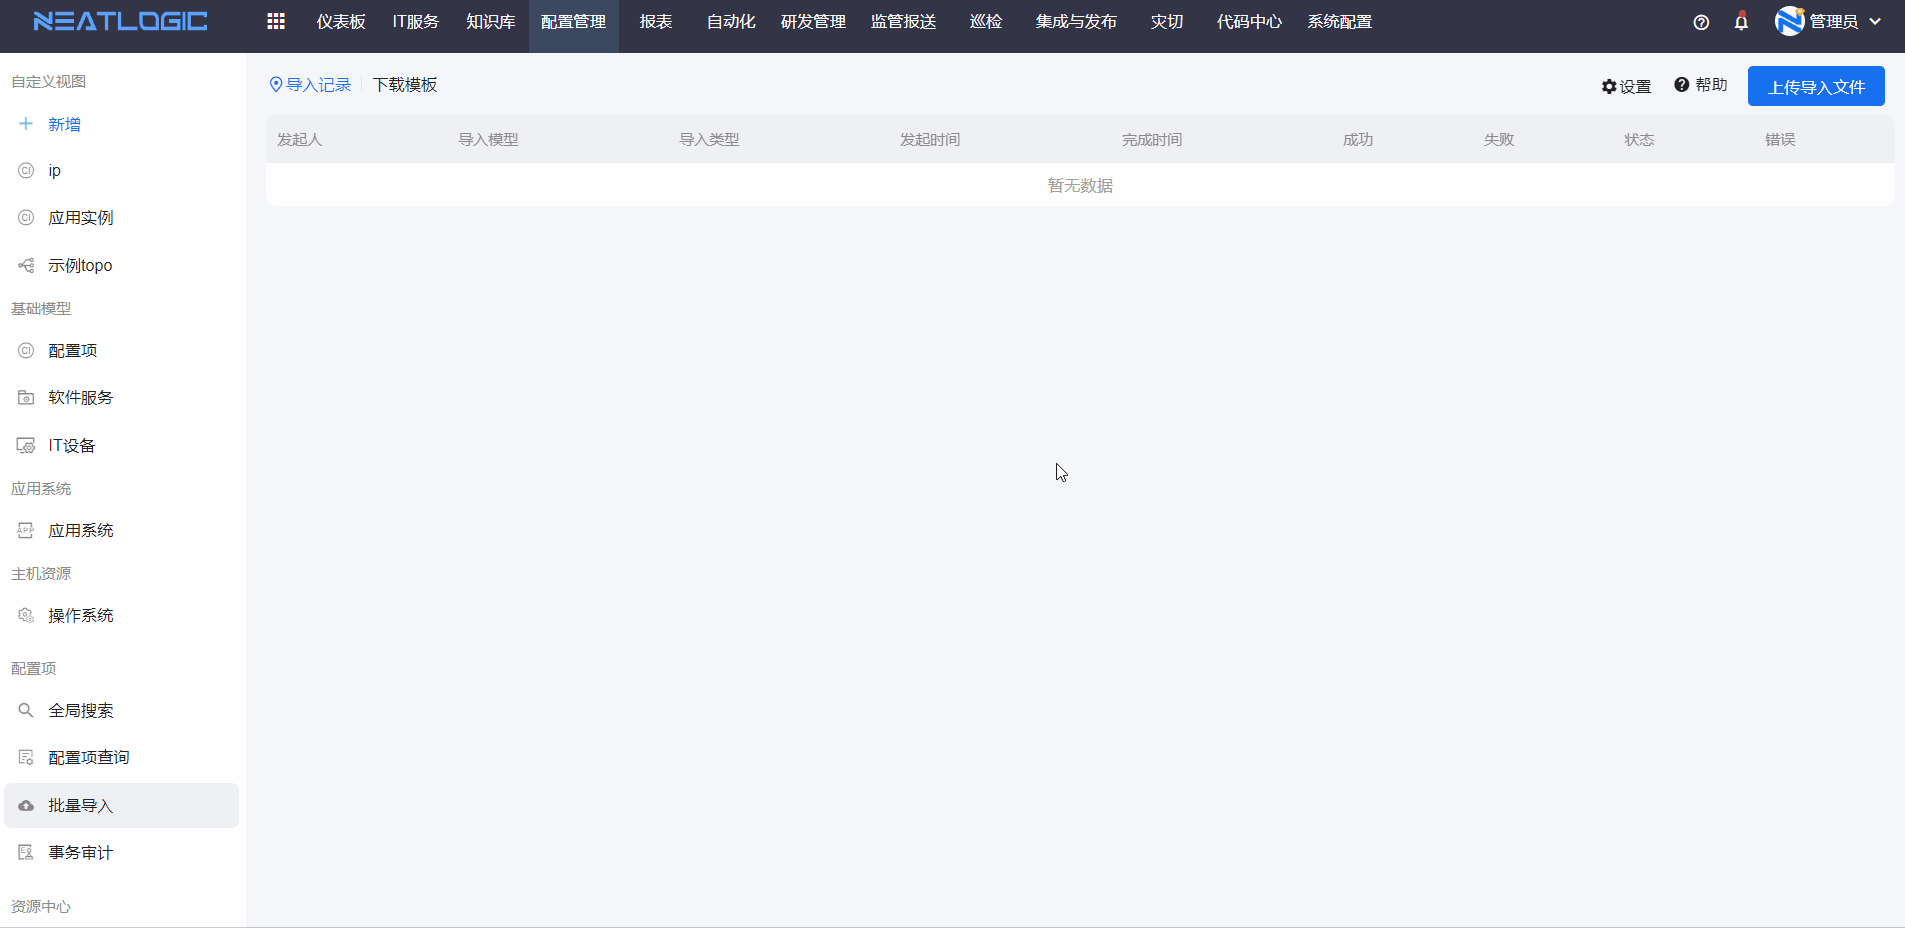 NEATLOGIC
仪表板 IT服务 知识库 配置管理 报表 自动化 研发管理 监管报送 巡检 集成与发布 灾切 代码中心 系统配置 管理员
自定义视图
新增
ip
应用实例
示例topo
基础模型
配置项
软件服务
IT设备
应用系统
应用系统
主机资源
操作系统
配置项
全局搜索
配置项查询
批量导入
事务审计
资源中心
导入记录 下载模板 设置 帮助 上传导入文件
发起人 导入模型 导入类型 发起时间 完成时间 成功 失败 状态 错误
暂无数据